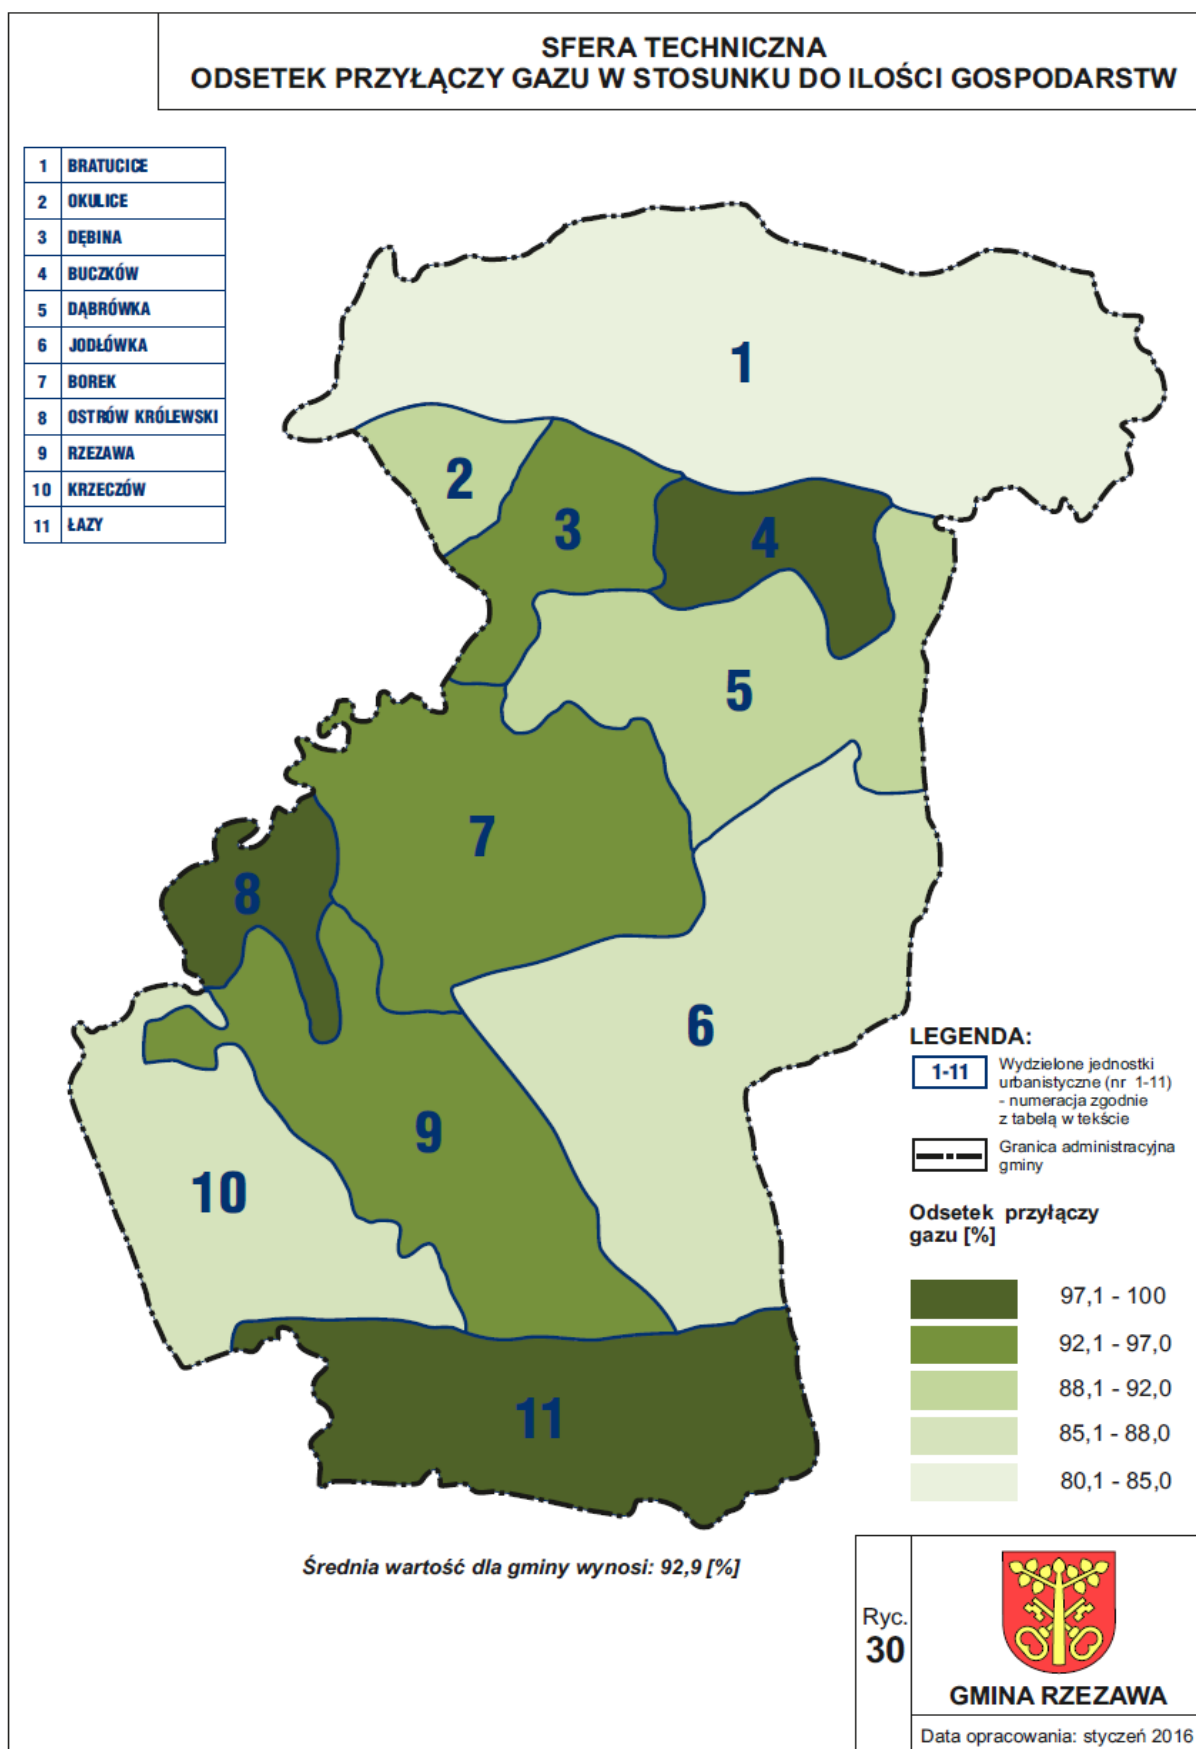 SFERA TECHNICZNA
ODSETEK PRZYŁĄCZY GAZU W STOSUNKU DO ILOŚCI GOSPODARSTW
1 BRATUCICE
2 OKULICE
3 DĘBINA
4 BUCZKÓW
5 DĄBRÓWKA
6 JODŁÓWKA
7 BOREK
8 OSTRÓW KRÓLEWSKI
9 RZEZAWA
10 KRZECZÓW
11 ŁAZY
1
2
3
4
5
7
8
6
9
10
11
LEGENDA:
1-11
Wydzielone jednostki
urbanistyczne (nr 1-11)
- numeracja zgodnie
z tabelą w tekście
Granica administracyjna
gminy
Odsetek przyłączy
gazu [%]
97,1 - 100
92,1 - 97,0
88,1 - 92,0
85,1 - 88,0
80,1 - 85,0
Średnia wartość dla gminy wynosi: 92,9 [%]
Ryc.
30
GMINA RZEZAWA
Data opracowania: styczeń 2016